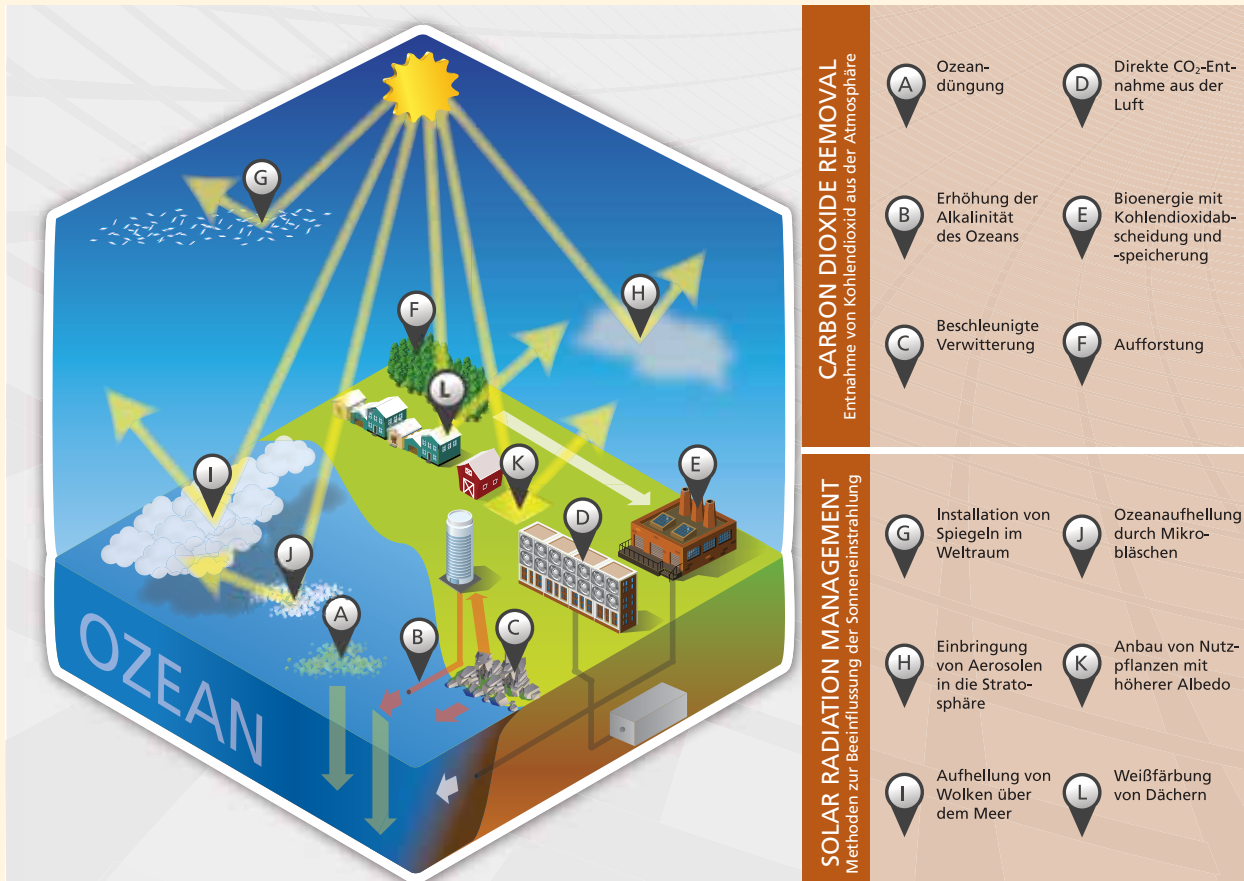 G
H
F
L
I
K
E
D
J
A
B
C
OZEAN
CARBON DIOXIDE REMOVAL
Entnahme von Kohlendioxid aus der Atmosphäre
A
Ozean-
düngung
D
Direkte CO₂-Ent-
nahme aus der
Luft
B
Erhöhung der
Alkalinität
des Ozeans
E
Bioenergie mit
Kohlendioxidab-
scheidung und
-speicherung
C
Beschleunigte
Verwitterung
F
Aufforstung
SOLAR RADIATION MANAGEMENT
Methoden zur Beeinflussung der Sonneneinstrahlung
G
Installation von
Spiegeln im
Weltraum
J
Ozeanaufhellung
durch Mikro-
bläschen
H
Einbringung
von Aerosolen
in die Strato-
sphäre
K
Anbau von Nutz-
pflanzen mit
höherer Albedo
I
Aufhellung von
Wolken über
dem Meer
L
Weißfärbung
von Dächern